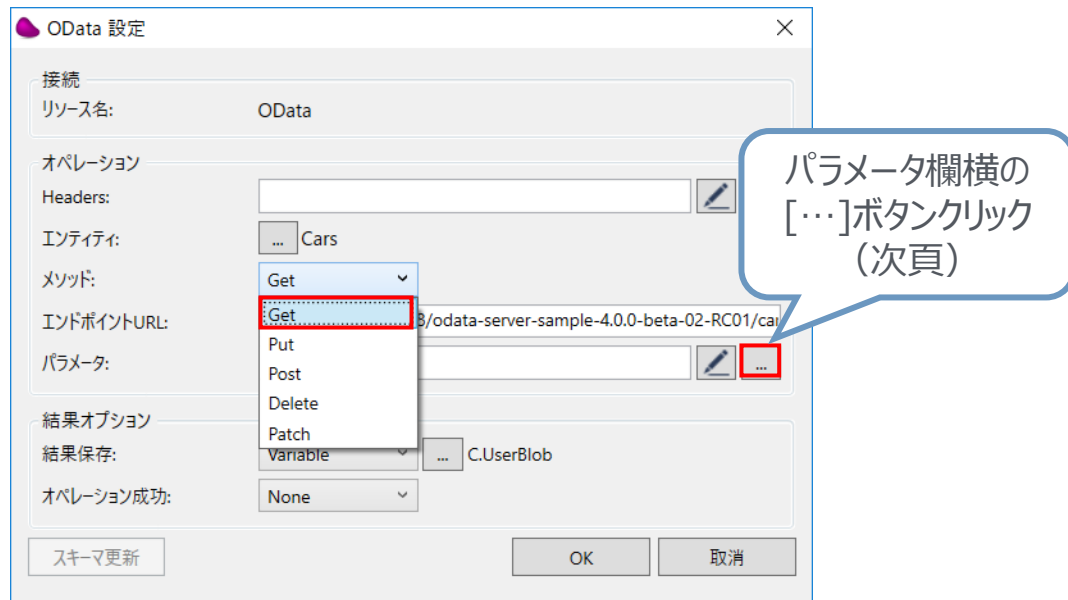 OData 設定
接続
リソース名: OData
オペレーション
Headers:
エンティティ: ... Cars
メソッド: Get
Get
エンドポイントURL: 8/odata-server-sample-4.0.0-beta-02-RC01/car
Put
パラメータ: ...
Post
Delete
Patch
結果オプション
結果保存: Variable ... C.UserBlob
オペレーション成功: None
スキーマ更新 OK 取消
パラメータ欄横の
[…]ボタンクリック
（次頁）